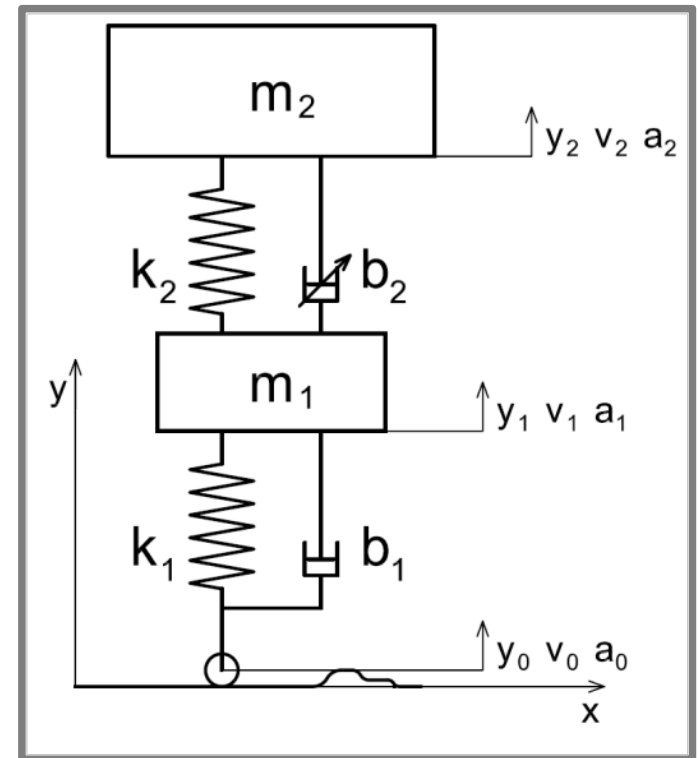 m₂
y₂ v₂ a₂
k₂
b₂
y
m₁
y₁ v₁ a₁
k₁
b₁
y₀ v₀ a₀
x